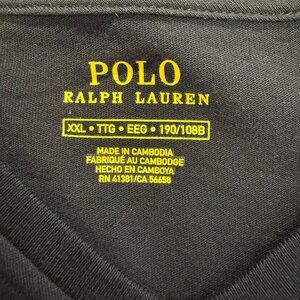 POLO
RALPH LAUREN
XXL • TTG • EEG • 190/108B
MADE IN CAMBODIA
FABRIQUÉ AU CAMBODGE
HECHO EN CAMBOYA
RN 41381/CA 56658